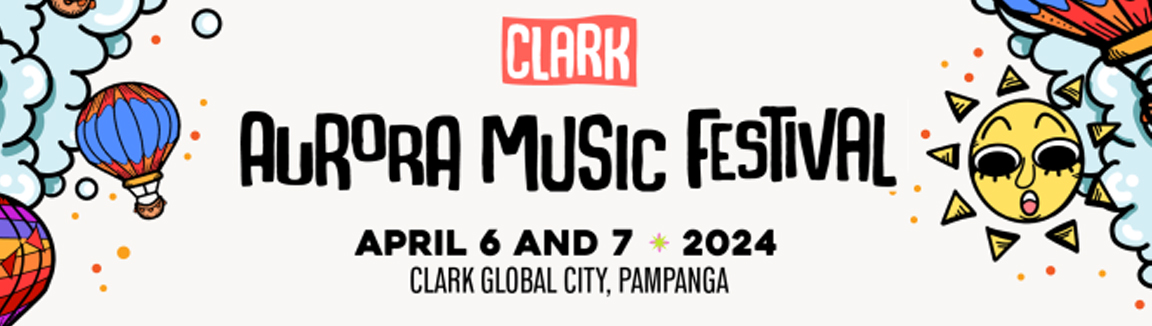 CLARK
AURORA MUSIC FESTIVAL
APRIL 6 AND 7 2024
CLARK GLOBAL CITY, PAMPANGA